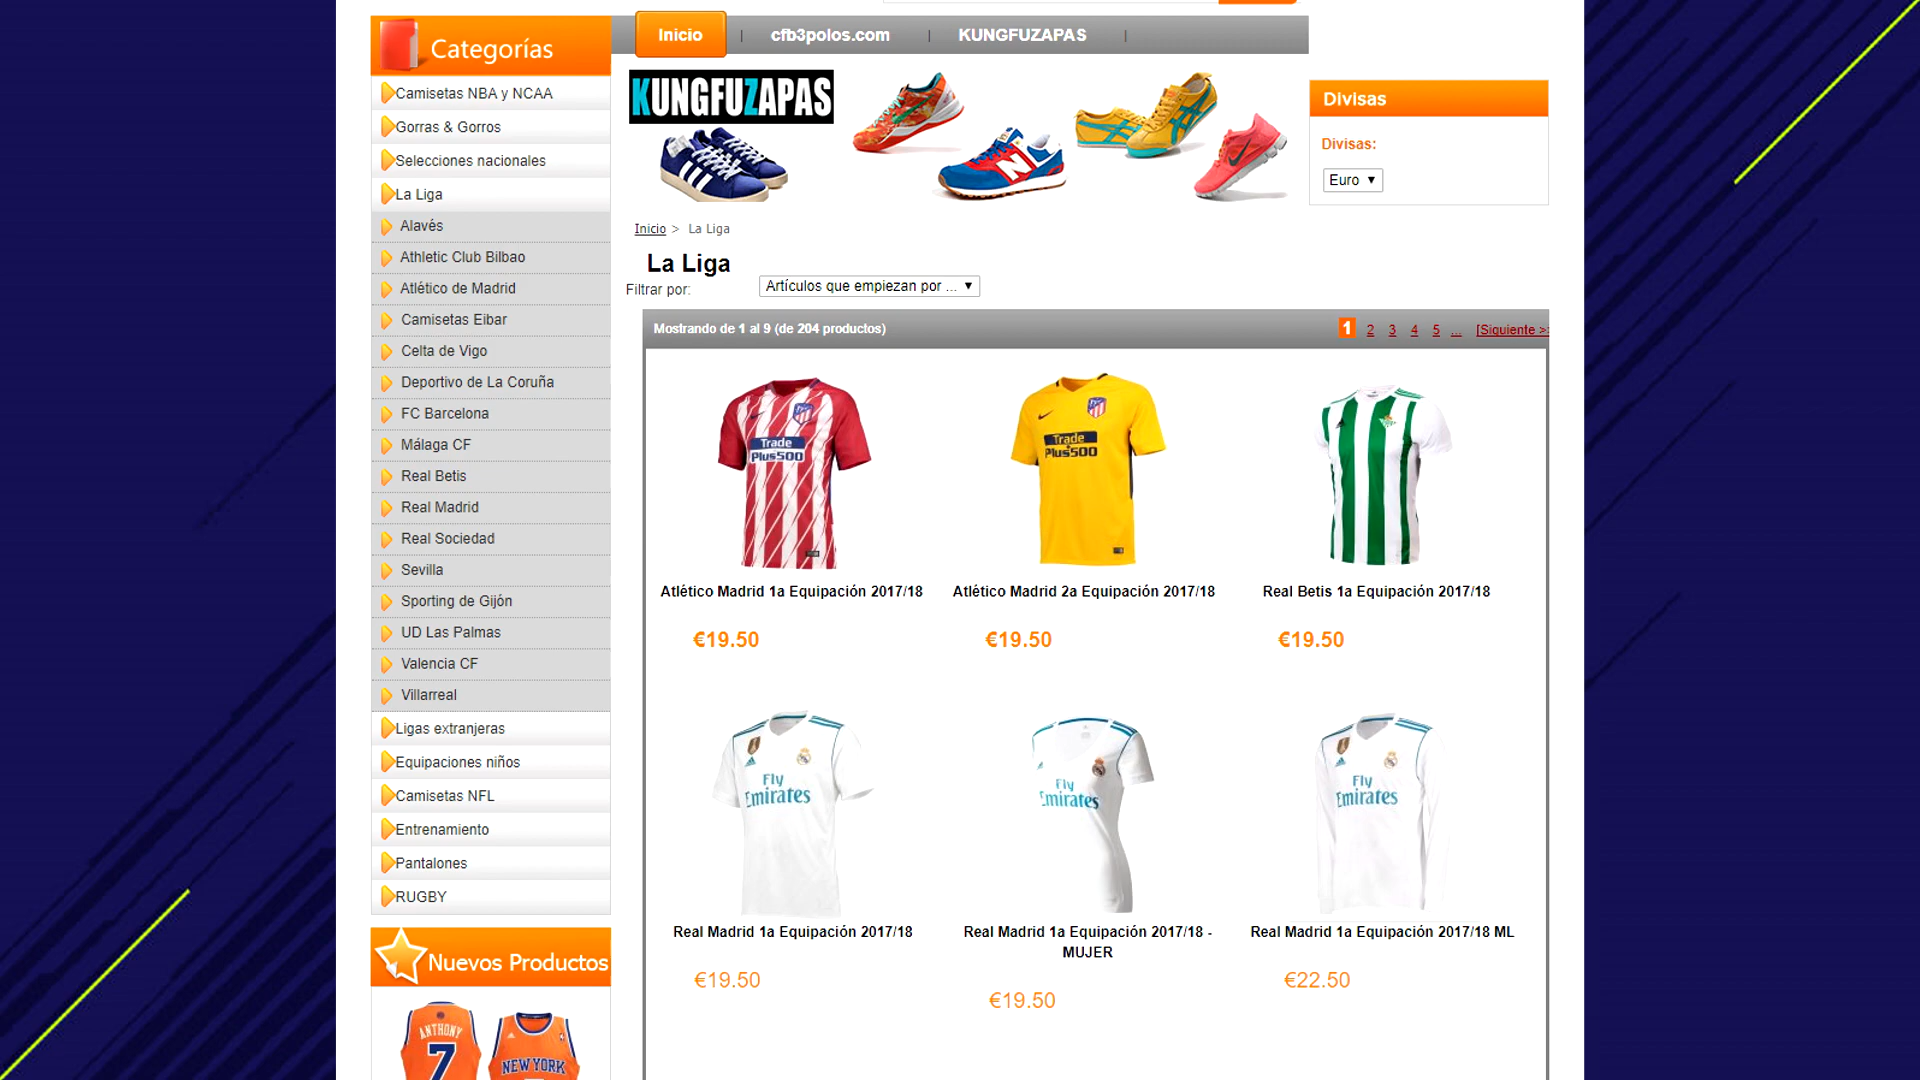 Categorías
Camisetas NBA y NCAA
Gorras & Gorros
Selecciones nacionales
La Liga
Alavés
Athletic Club Bilbao
Atlético de Madrid
Camisetas Eibar
Celta de Vigo
Deportivo de La Coruña
FC Barcelona
Málaga CF
Real Betis
Real Madrid
Real Sociedad
Sevilla
Sporting de Gijón
UD Las Palmas
Valencia CF
Villarreal
Ligas extranjeras
Equipaciones niños
Camisetas NFL
Entrenamiento
Pantalones
RUGBY
Nuevos Productos
ANTHONY
7
NEW YORK
Inicio | cfb3polos.com | KUNGFUZAPAS |
KUNGFUZAPAS
N
Divisas
Divisas:
Euro ▼
Inicio > La Liga
La Liga
Filtrar por: Artículos que empiezan por ... ▼
Mostrando de 1 al 9 (de 204 productos) 1 2 3 4 5 ... [Siguiente >
Trade
Plus500
Trade
Plus500
Atlético Madrid 1a Equipación 2017/18
Atlético Madrid 2a Equipación 2017/18
Real Betis 1a Equipación 2017/18
€19.50
€19.50
€19.50
Fly
Emirates
Fly
Emirates
Fly
Emirates
Real Madrid 1a Equipación 2017/18
Real Madrid 1a Equipación 2017/18 -
MUJER
Real Madrid 1a Equipación 2017/18 ML
€19.50
€19.50
€22.50